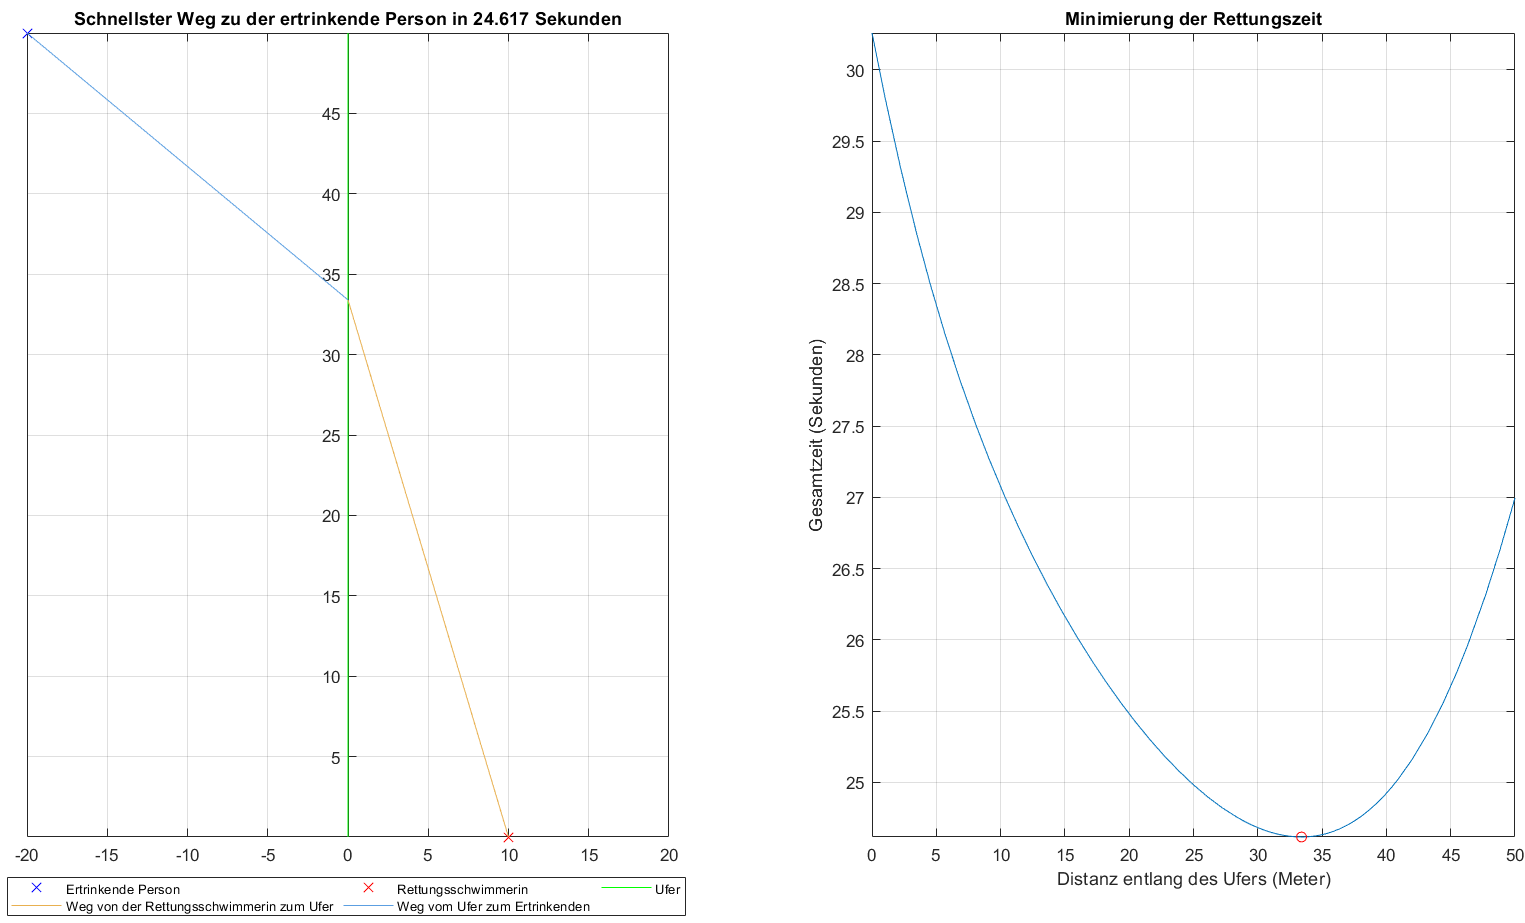 Schnellster Weg zu der ertrinkende Person in 24.617 Sekunden
45
40
35
30
25
20
15
10
5
-20 -15 -10 -5 0 5 10 15 20
Ertrinkende Person Rettungsschwimmerin Ufer
Weg von der Rettungsschwimmerin zum Ufer Weg vom Ufer zum Ertrinkenden
Minimierung der Rettungszeit
Gesamtzeit (Sekunden)
30
29.5
29
28.5
28
27.5
27
26.5
26
25.5
25
0 5 10 15 20 25 30 35 40 45 50
Distanz entlang des Ufers (Meter)